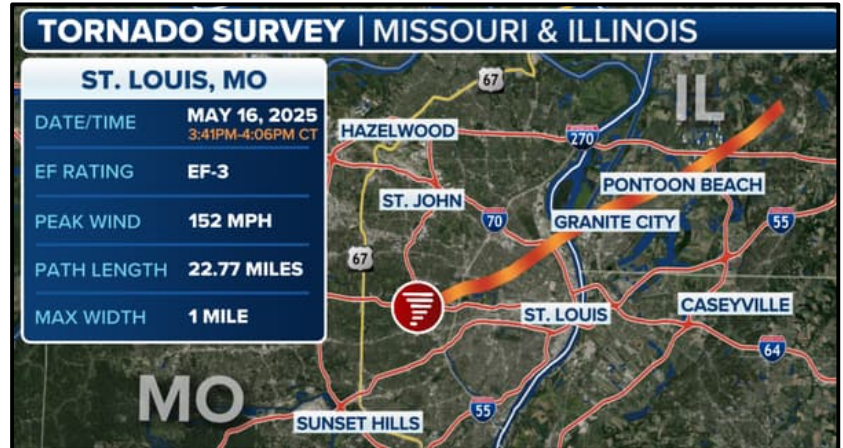 TORNADO SURVEY | MISSOURI & ILLINOIS
ST. LOUIS, MO
DATE/TIME MAY 16, 2025
3:41PM-4:06PM CT
EF RATING EF-3
PEAK WIND 152 MPH
PATH LENGTH 22.77 MILES
MAX WIDTH 1 MILE
67
IL
HAZELWOOD
270
ST. JOHN
PONTOON BEACH
70
GRANITE CITY
55
67
ST. LOUIS
CASEYVILLE
64
MO
SUNSET HILLS
55